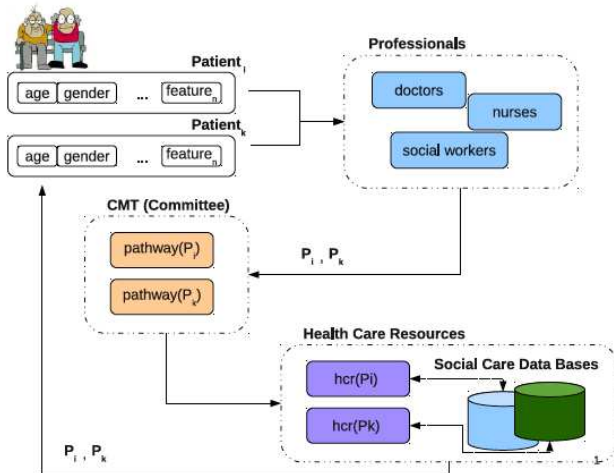 Patient i
age gender ... feature n
Patient k
age gender ... feature n
Professionals
doctors
nurses
social workers
CMT (Committee)
pathway(P i)
pathway(P k)
P i , P k
Health Care Resources
Social Care Data Bases
hcr(Pi)
hcr(Pk)
P i , P k
1